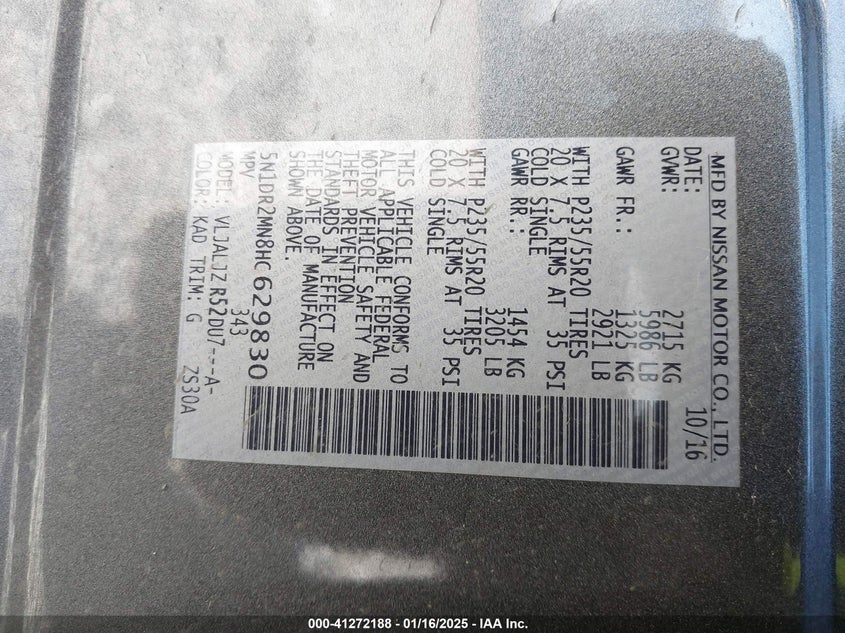 MFD BY NISSAN MOTOR CO., LTD.
DATE: 10/16
GVWR: 2715 KG
5986 LB
GAWR FR.: 1325 KG
2921 LB
WITH P235/55R20 TIRES
20 X 7.5 RIMS AT 35 PSI
COLD SINGLE
GAWR RR.: 1454 KG
3205 LB
WITH P235/55R20 TIRES
20 X 7.5 RIMS AT 35 PSI
COLD SINGLE
THIS VEHICLE CONFORMS TO
ALL APPLICABLE FEDERAL
MOTOR VEHICLE SAFETY AND
THEFT PREVENTION
STANDARDS IN EFFECT ON
THE DATE OF MANUFACTURE
SHOWN ABOVE.
5N1DR2MN8HC629830
MPV 343
MODEL: VLJALJZ R52DU7---A-
COLOR: KAD TRIM: G ZS30A
000-41272188 - 01/16/2025 - IAA Inc.